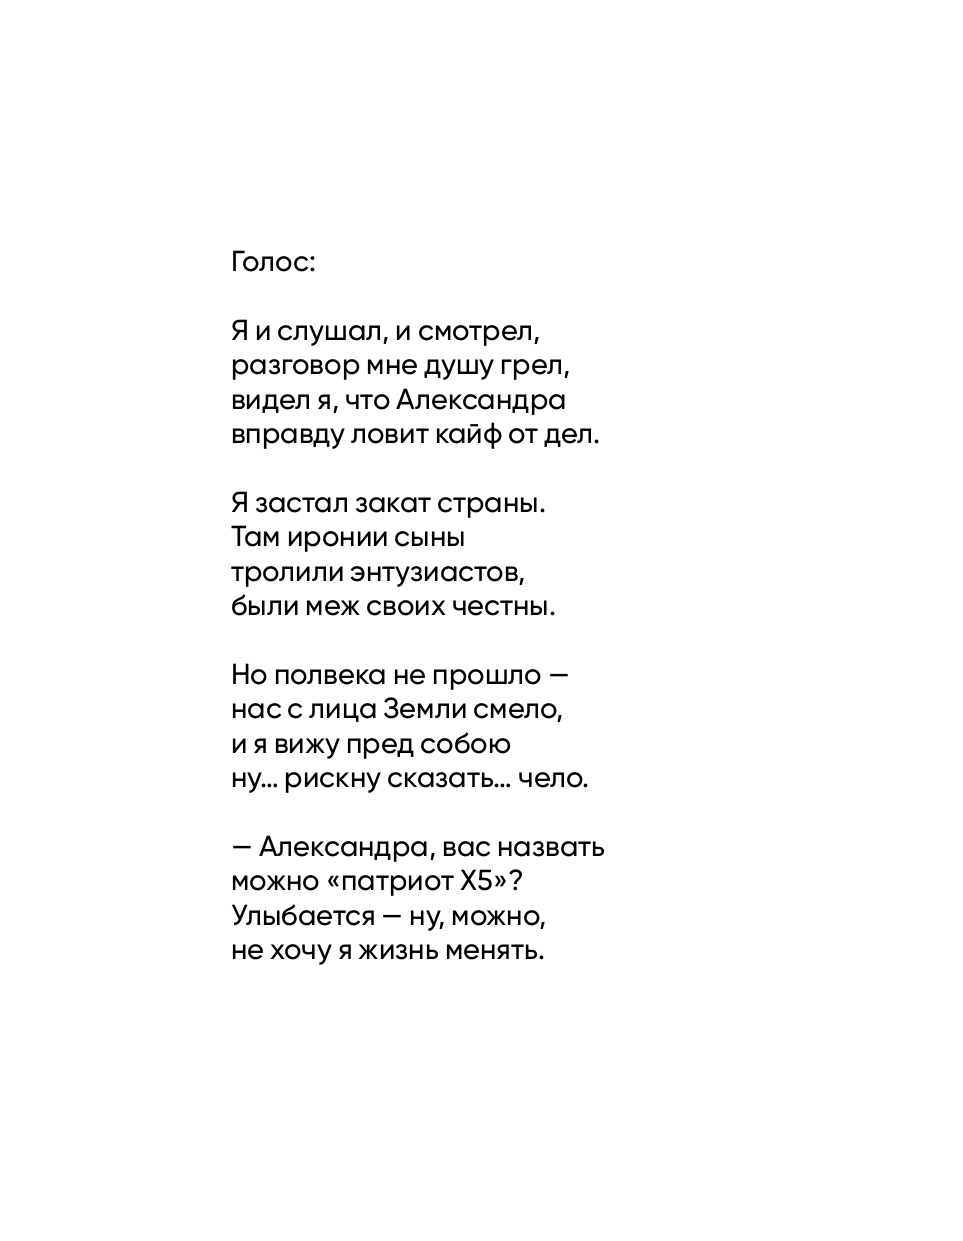 Голос:
Я и слушал, и смотрел,
разговор мне душу грел,
видел я, что Александра
вправду ловит кайф от дел.
Я застал закат страны.
Там иронии сыны
тролили энтузиастов,
были меж своих честны.
Но полвека не прошло —
нас с лица Земли смело,
и я вижу пред собою
ну... рискну сказать... чело.
— Александра, вас назвать
можно «патриот X5»?
Улыбается — ну, можно,
не хочу я жизнь менять.